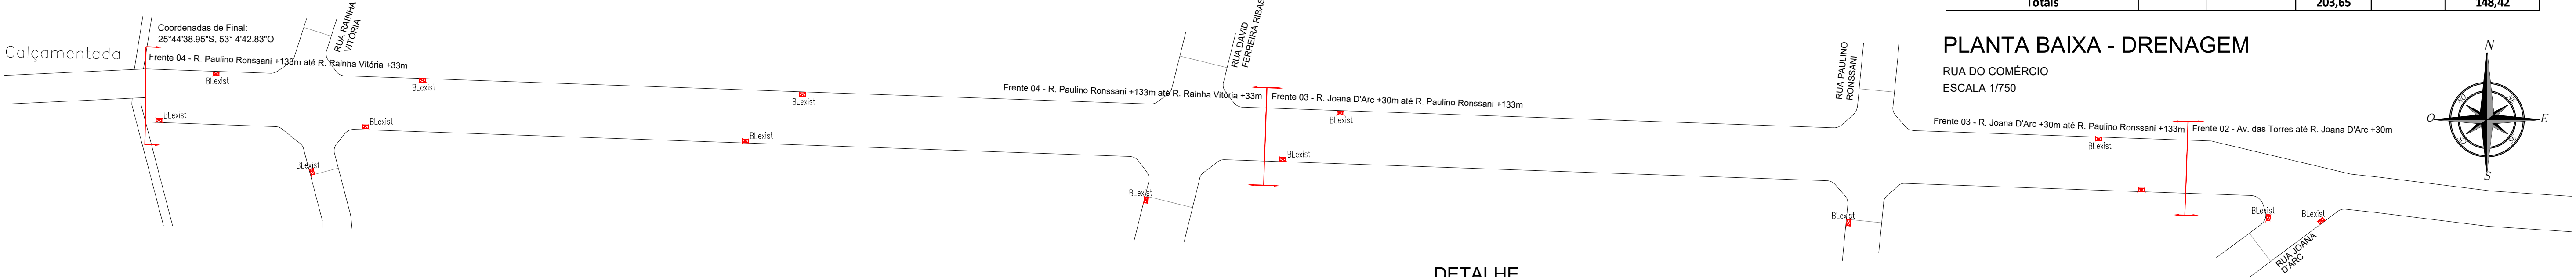 Totais 203,65 148,42
Calçamentada
Coordenadas de Final:
25°44'38.95"S, 53° 4'42.83"O
Frente 04 - R. Paulino Ronssani +133m até R. Rainha Vitória +33m
RUA RAINHA
VITÓRIA
BLexist
BLexist
BLexist
BLexist
BLexist
BLexist
BLexist
Frente 04 - R. Paulino Ronssani +133m até R. Rainha Vitória +33m
RUA DAVID
FERREIRA RIBAS
Frente 03 - R. Joana D'Arc +30m até R. Paulino Ronssani +133m
BLexist
BLexist
BLexist
RUA PAULINO
RONSSANI
BLexist
PLANTA BAIXA - DRENAGEM
RUA DO COMÉRCIO
ESCALA 1/750
Frente 03 - R. Joana D'Arc +30m até R. Paulino Ronssani +133m
Frente 02 - Av. das Torres até R. Joana D'Arc +30m
BLexist
BLexist
BLexist
RUA JOANA
D'ARC
N
O
E
S
NO
NE
SO
SE
DETALHE